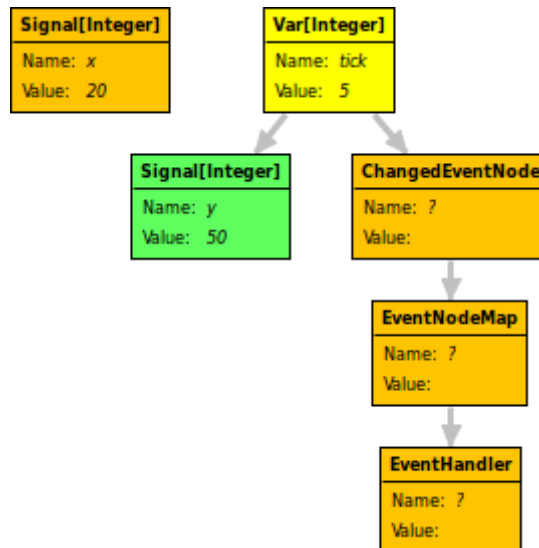 Signal[Integer]
Name: x
Value: 20
Var[Integer]
Name: tick
Value: 5
Signal[Integer]
Name: y
Value: 50
ChangedEventNode
Name: ?
Value:
EventNodeMap
Name: ?
Value:
EventHandler
Name: ?
Value: